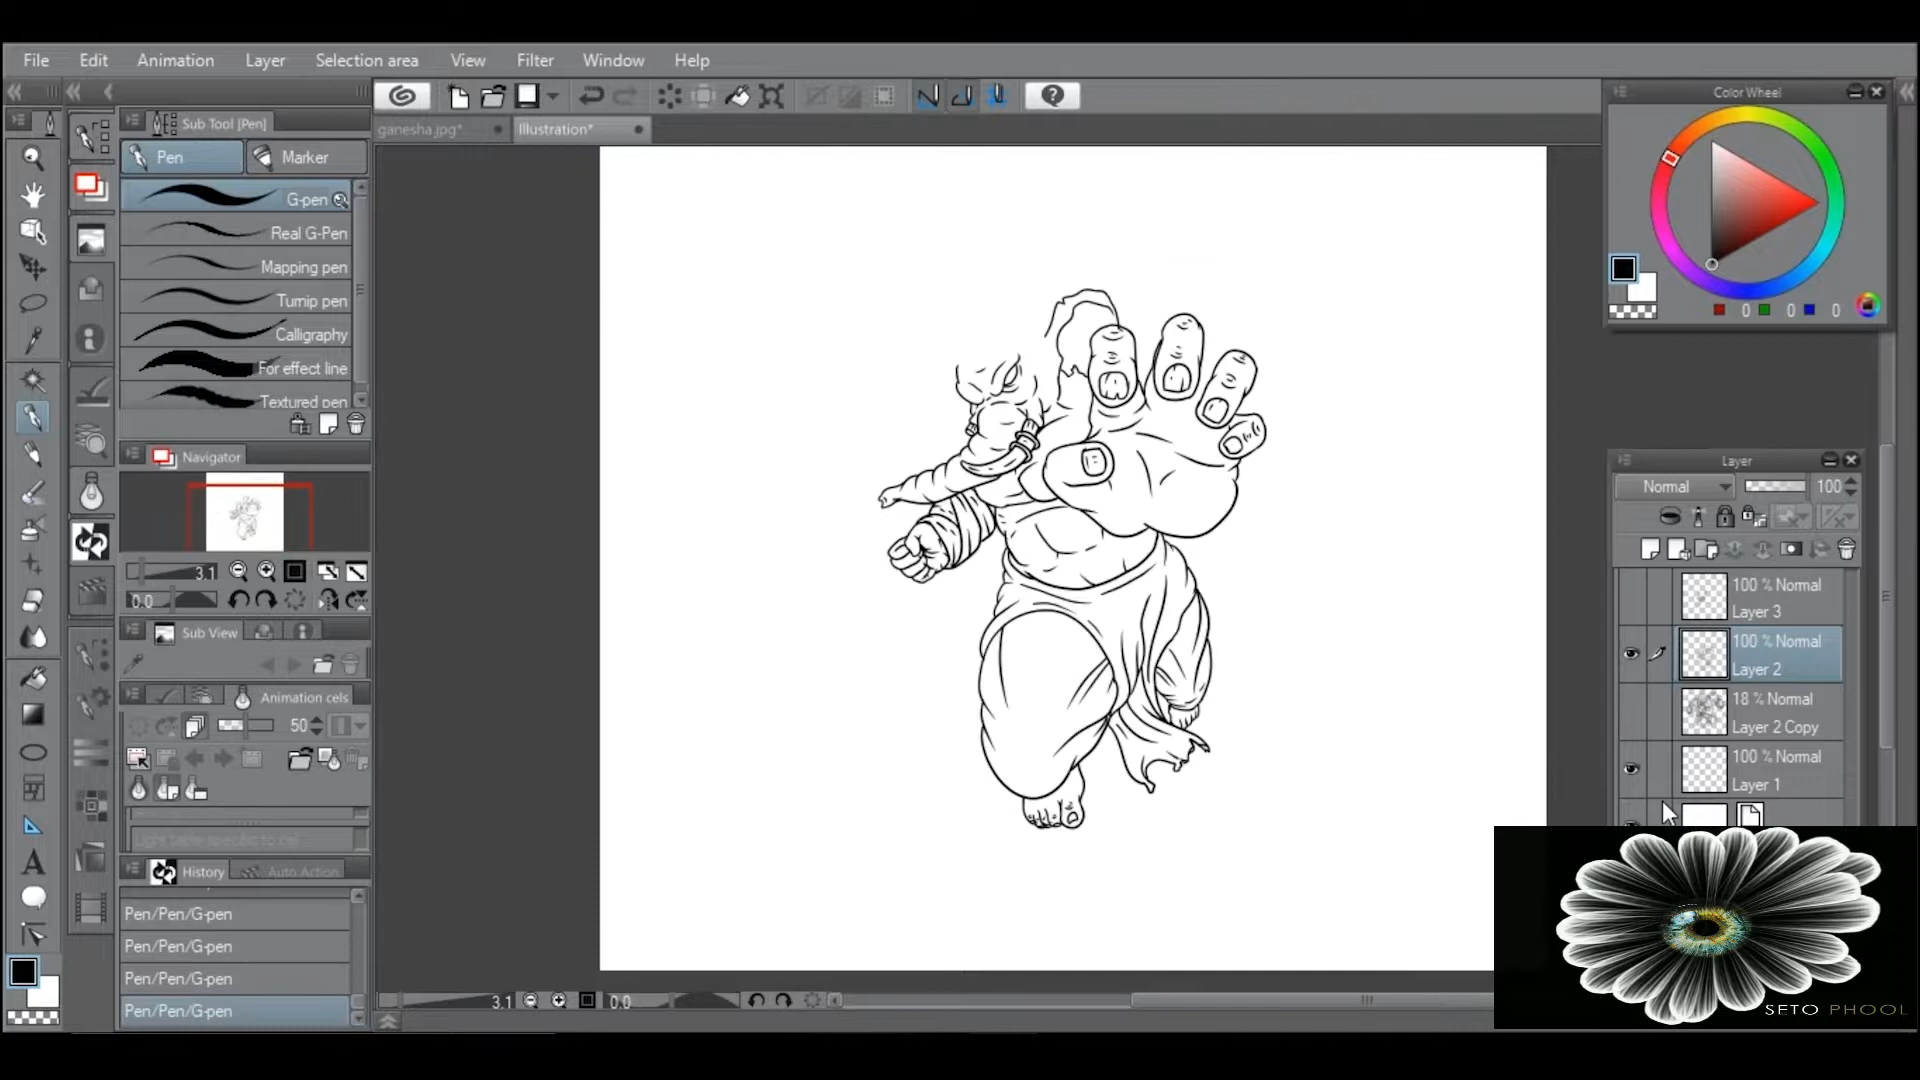 File Edit Animation Layer Selection area View Filter Window Help
Color Wheel
Sub Tool [Pen]
ganesha.jpg* Illustration*
Pen Marker
G-pen
Real G-Pen
Mapping pen
Turnip pen
Calligraphy
For effect line
Textured pen
0 0 0
Navigator
Layer
Normal 100
3.1
0.0
100 % Normal
Layer 3
Sub View
100 % Normal
Layer 2
Animation cels
18 % Normal
Layer 2 Copy
50
100 % Normal
Layer 1
History Auto Action
Pen/Pen/G-pen
Pen/Pen/G-pen
Pen/Pen/G-pen
Pen/Pen/G-pen
3.1 0.0
SETO PHOOL